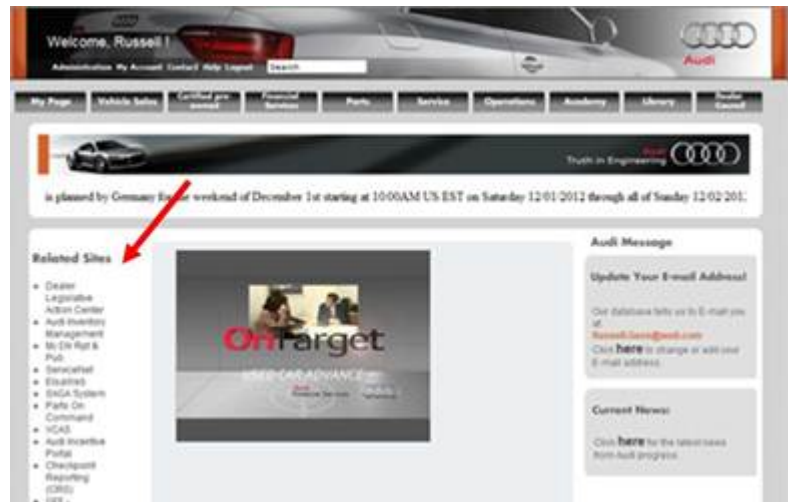 Welcome, Russell !
Administration My Account Contact Help Logout Search
Audi
My Page
Vehicle Sales
Certified pre-owned
Financial Services
Parts
Service
Operations
Academy
Library
Dealer Council
Audi
Truth in Engineering
is planned by Germany for the weekend of December 1st starting at 10:00AM US EST on Saturday 12/01/2012 through all of Sunday 12/02/201
Related Sites
Dealer
Legislative
Action Center
Audi Inventory
Management
Pub
ServiceNet
SAGA System
Parts On
Command
VCAS
Audi Incentive
Portal
Checkpoint
Reporting
(CRS)
OnTarget
USED CAR ADVANCE
Audi
Financial Services
Audi Message
Update Your E-mail Address!
Our database tells us to E-mail you
at:
Click here to change or add your
E-mail address.
Current News:
Click here for the latest news
from Audi progress.